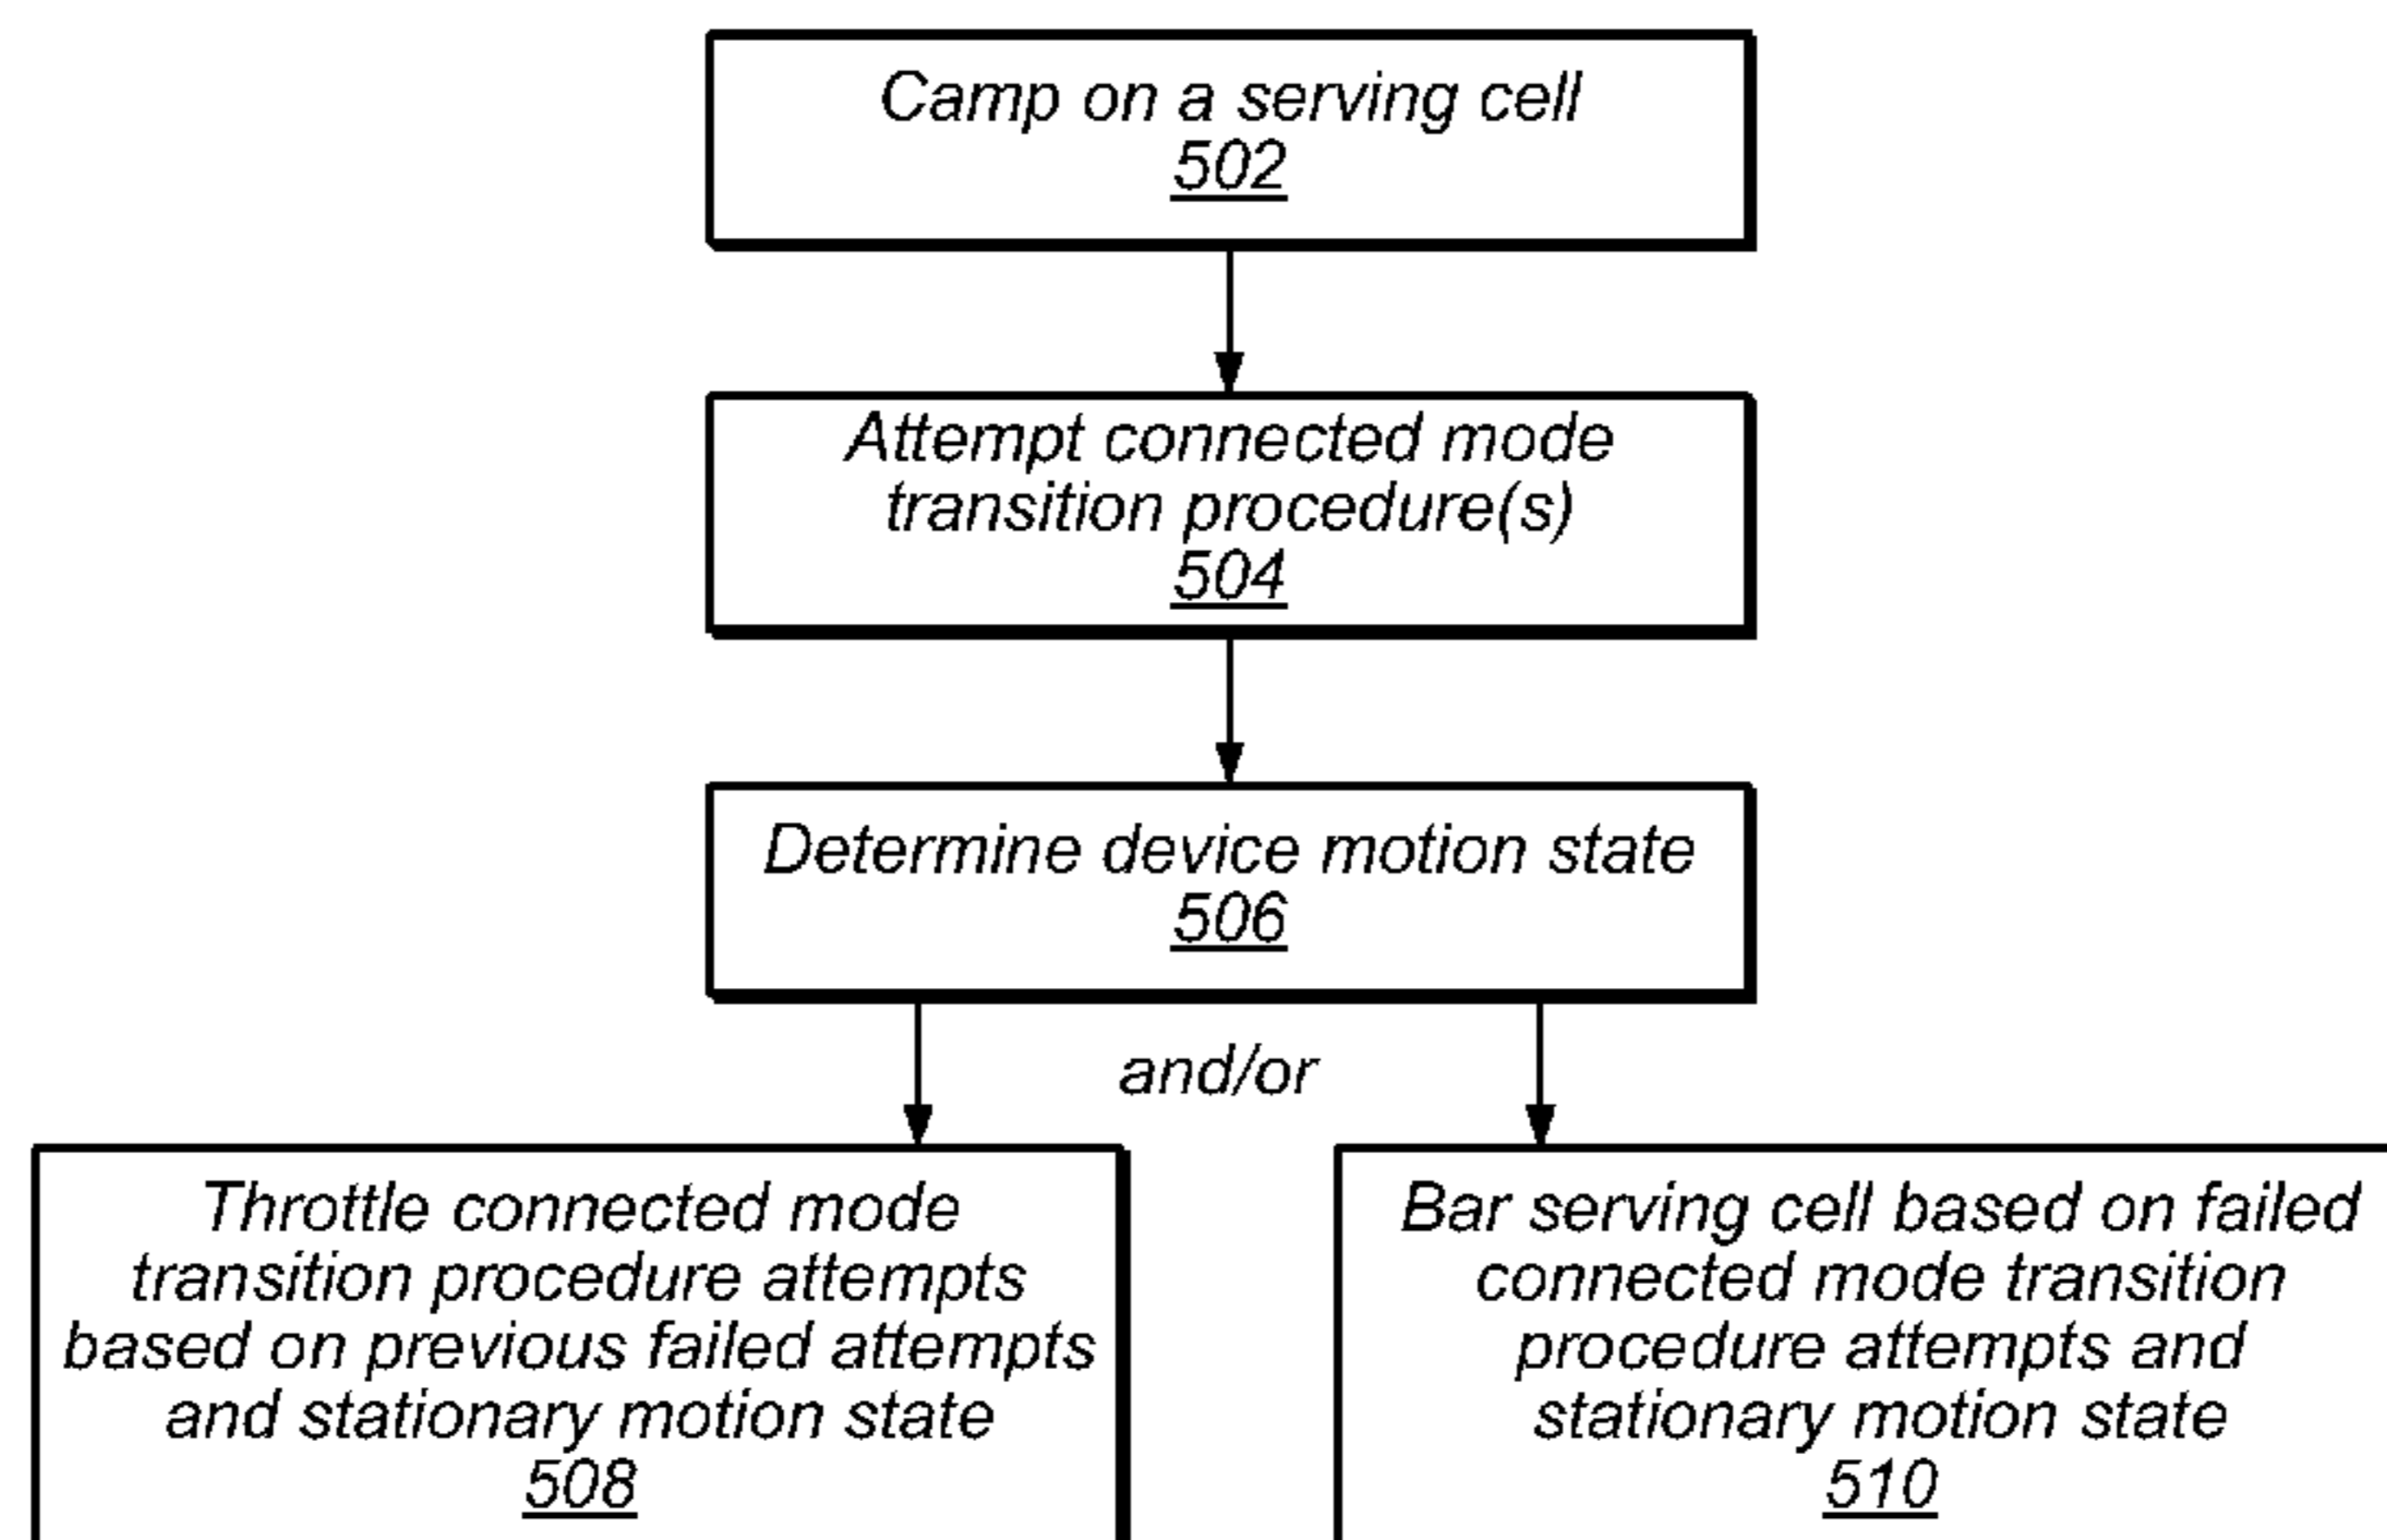 Camp on a serving cell
502
Attempt connected mode
transition procedure(s)
504
Determine device motion state
506
and/or
Throttle connected mode
transition procedure attempts
based on previous failed attempts
and stationary motion state
508
Bar serving cell based on failed
connected mode transition
procedure attempts and
stationary motion state
510